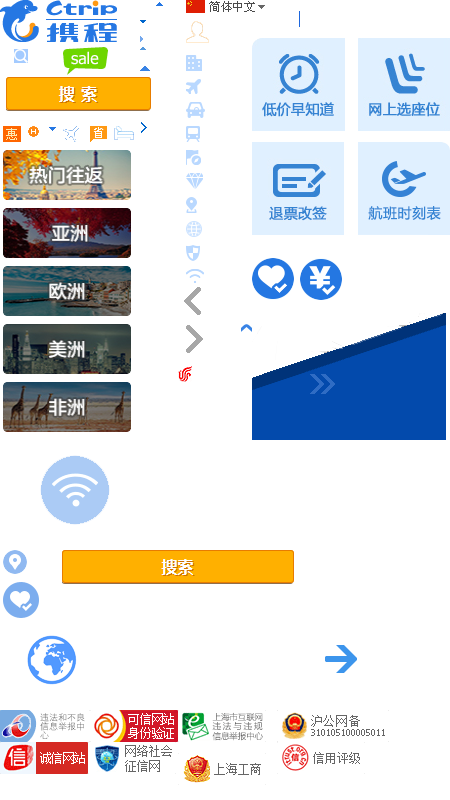 Ctrip
携程
简体中文
sale
搜 索
惠
H
省
热门往返
亚洲
欧洲
美洲
非洲
低价早知道
网上选座位
退票改签
航班时刻表
搜索
违法和不良
信息举报中
心
可信网站
身份验证
上海市互联网
违法与违规
信息举报中心
沪公网备
310105100005011
诚信网站
网络社会
征信网
上海工商
信用评级